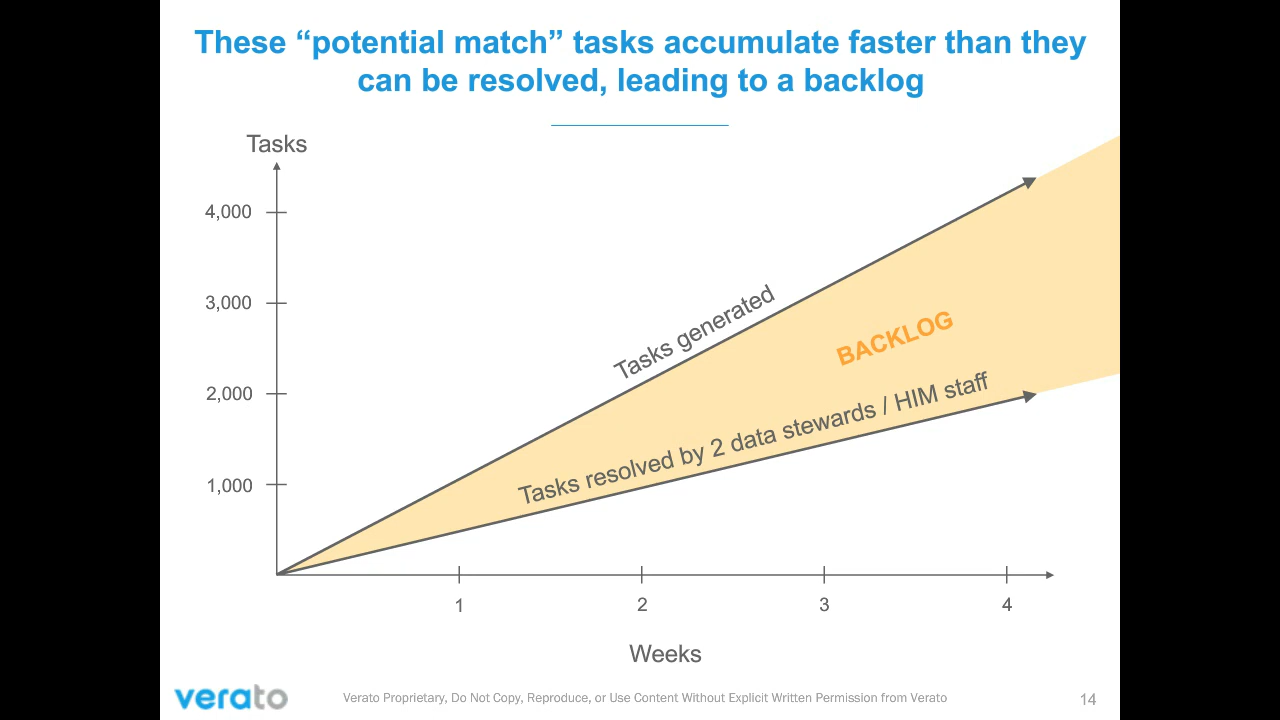 These “potential match” tasks accumulate faster than they
can be resolved, leading to a backlog
Tasks
4,000
3,000
2,000
1,000
Tasks generated
BACKLOG
Tasks resolved by 2 data stewards / HIM staff
1
2
3
4
Weeks
verato
Verato Proprietary, Do Not Copy, Reproduce, or Use Content Without Explicit Written Permission from Verato
14